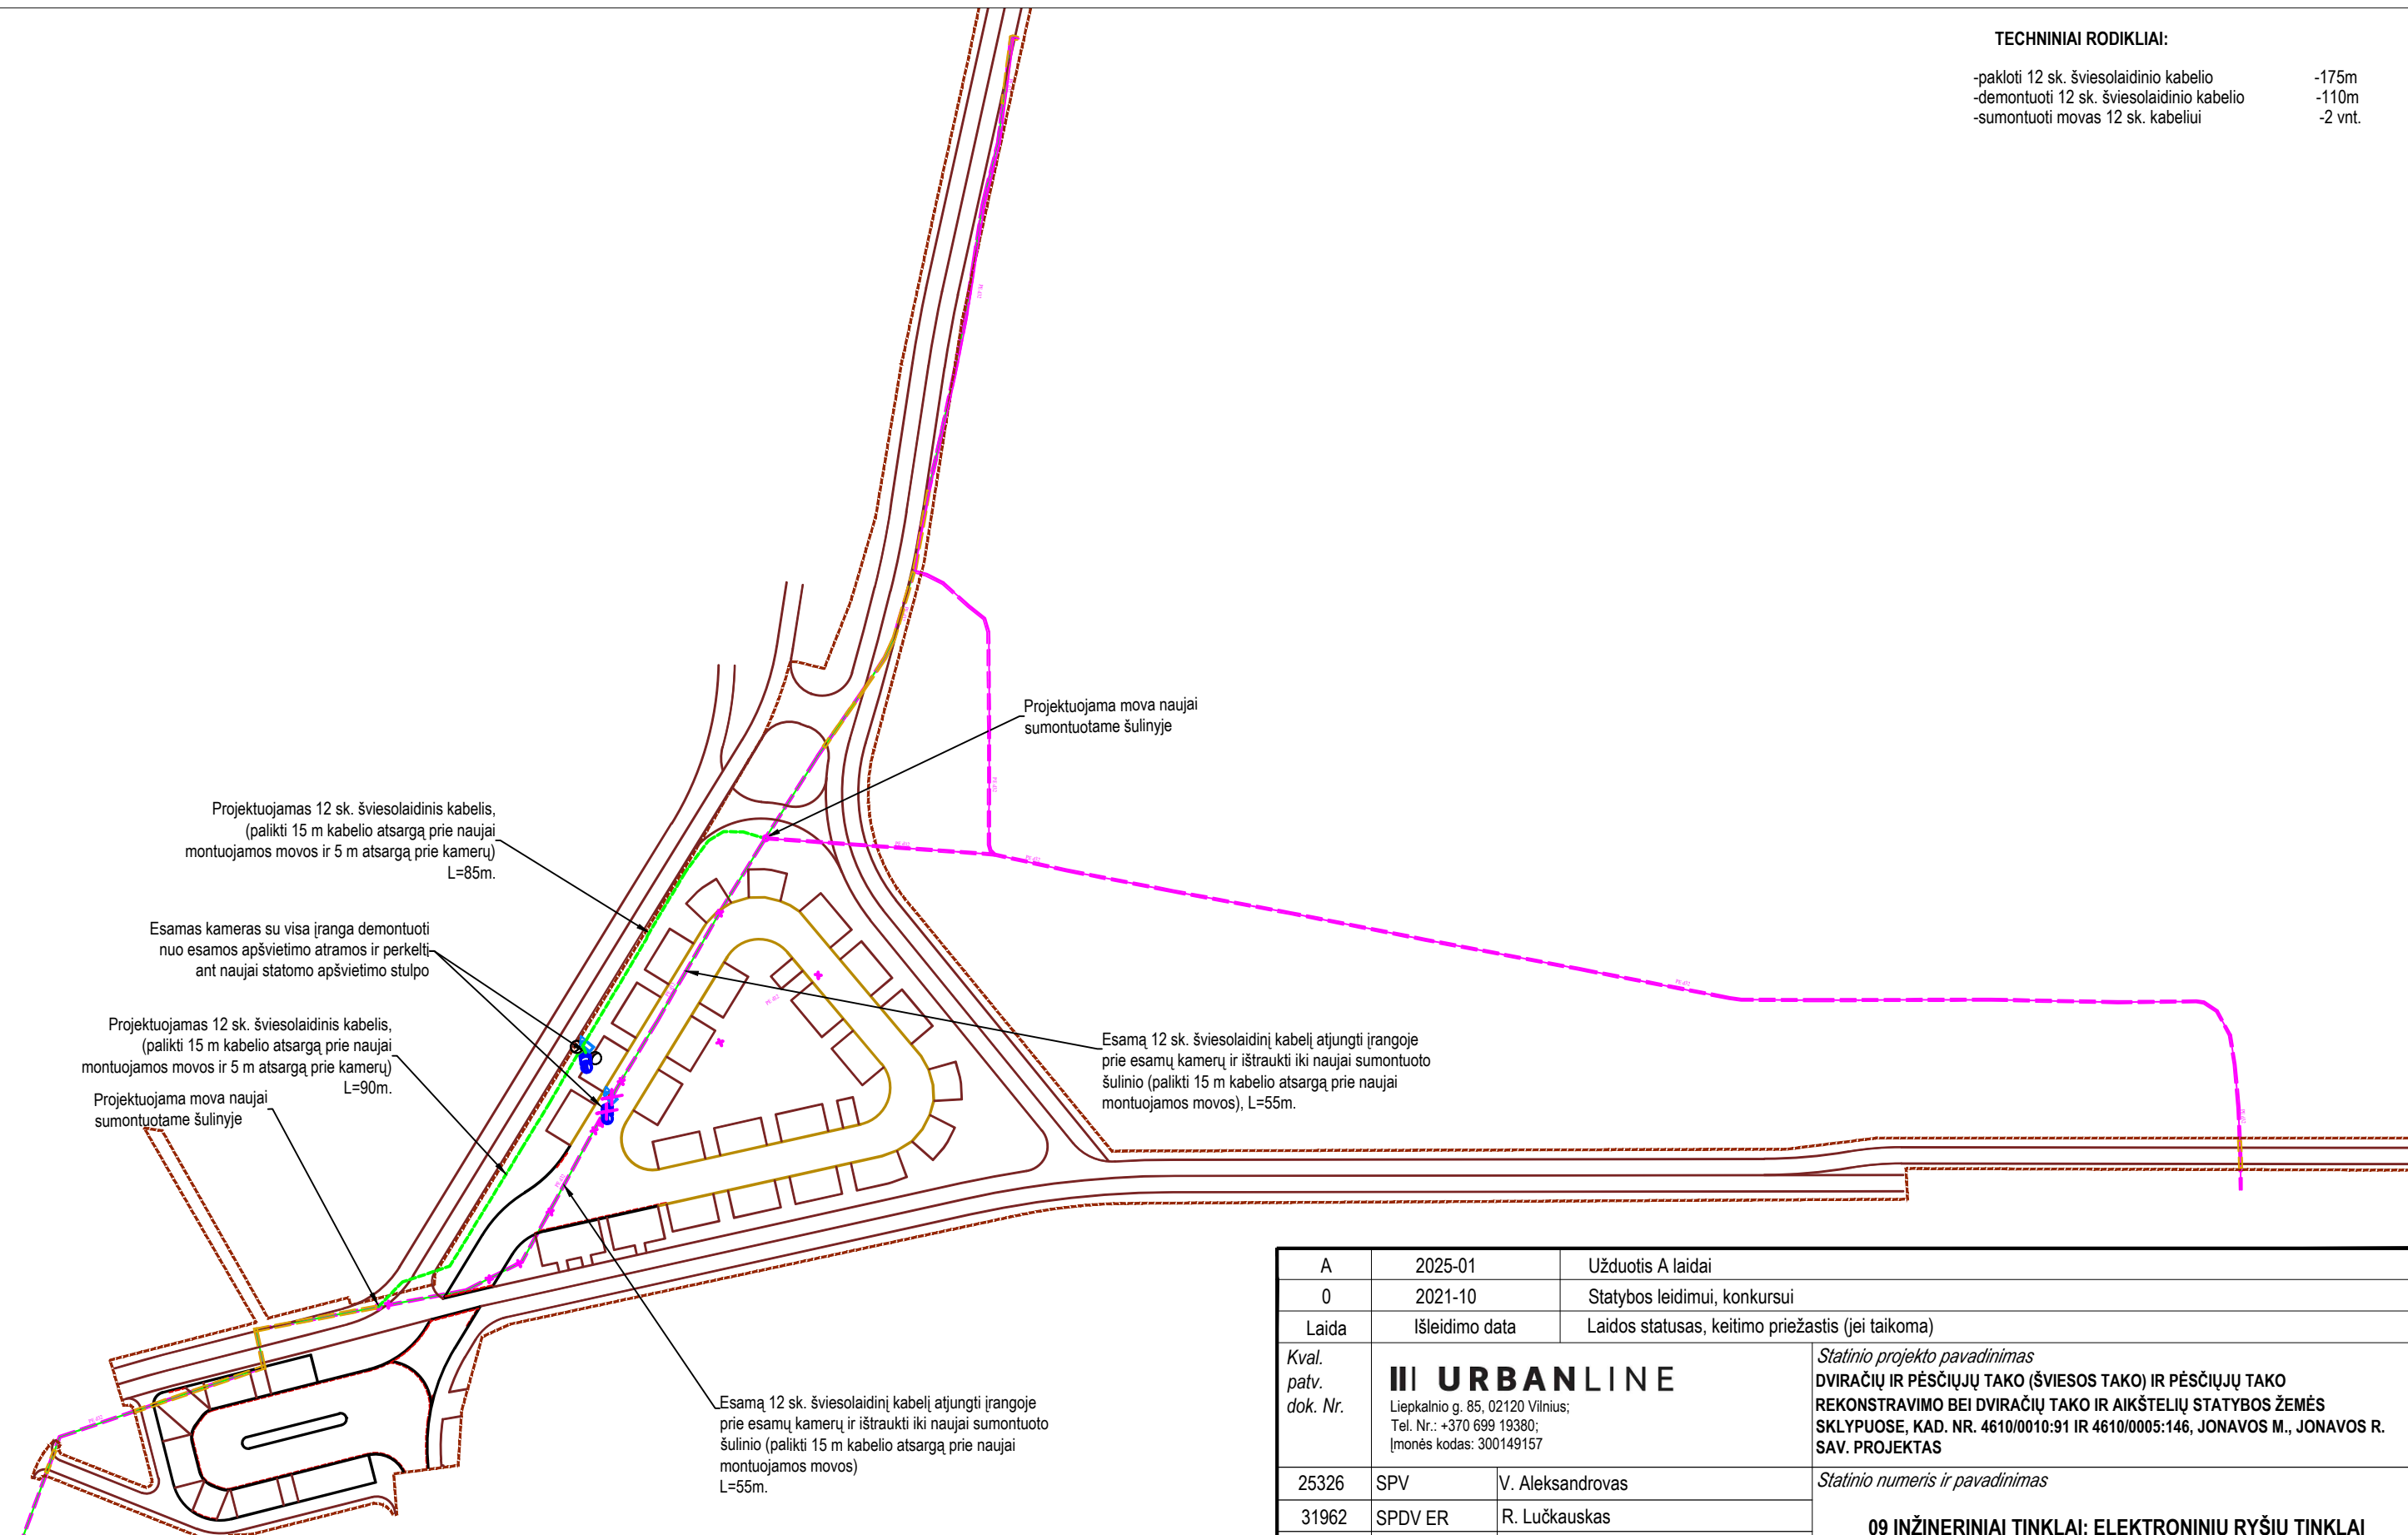 TECHNINIAI RODIKLIAI:
-pakloti 12 sk. šviesolaidinio kabelio -175m
-demontuoti 12 sk. šviesolaidinio kabelio -110m
-sumontuoti movas 12 sk. kabeliui -2 vnt.
Projektuojama mova naujai
sumontuotame šulinyje
Projektuojamas 12 sk. šviesolaidinis kabelis,
(palikti 15 m kabelio atsargą prie naujai
montuojamos movos ir 5 m atsargą prie kamerų)
L=85m.
Esamas kameras su visa įranga demontuoti
nuo esamos apšvietimo atramos ir perkelti
ant naujai statomo apšvietimo stulpo
Projektuojamas 12 sk. šviesolaidinis kabelis,
(palikti 15 m kabelio atsargą prie naujai
montuojamos movos ir 5 m atsargą prie kamerų)
L=90m.
Projektuojama mova naujai
sumontuotame šulinyje
Esamą 12 sk. šviesolaidinį kabelį atjungti įrangoje
prie esamų kamerų ir ištraukti iki naujai sumontuoto
šulinio (palikti 15 m kabelio atsargą prie naujai
montuojamos movos), L=55m.
Esamą 12 sk. šviesolaidinį kabelį atjungti įrangoje
prie esamų kamerų ir ištraukti iki naujai sumontuoto
šulinio (palikti 15 m kabelio atsargą prie naujai
montuojamos movos)
L=55m.
A 2025-01 Užduotis A laidai
0 2021-10 Statybos leidimui, konkursui
Laida Išleidimo data Laidos statusas, keitimo priežastis (jei taikoma)
Kval.
patv.
dok. Nr.
URBANLINE
Liepkalnio g. 85, 02120 Vilnius;
Tel. Nr.: +370 699 19380;
Įmonės kodas: 300149157
Statinio projekto pavadinimas
DVIRAČIŲ IR PĖSČIŲJŲ TAKO (ŠVIESOS TAKO) IR PĖSČIŲJŲ TAKO
REKONSTRAVIMO BEI DVIRAČIŲ TAKO IR AIKŠTELIŲ STATYBOS ŽEMĖS
SKLYPUOSE, KAD. NR. 4610/0010:91 IR 4610/0005:146, JONAVOS M., JONAVOS R.
SAV. PROJEKTAS
25326 SPV V. Aleksandrovas
31962 SPDV ER R. Lučkauskas
Statinio numeris ir pavadinimas
09 INŽINERINIAI TINKLAI: ELEKTRONINIŲ RYŠIŲ TINKLAI